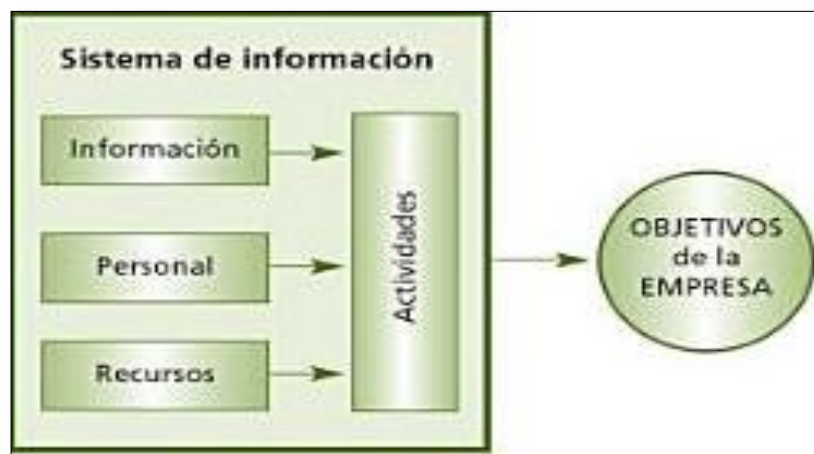 Sistema de información
Información
Personal
Recursos
Actividades
OBJETIVOS
de la
EMPRESA